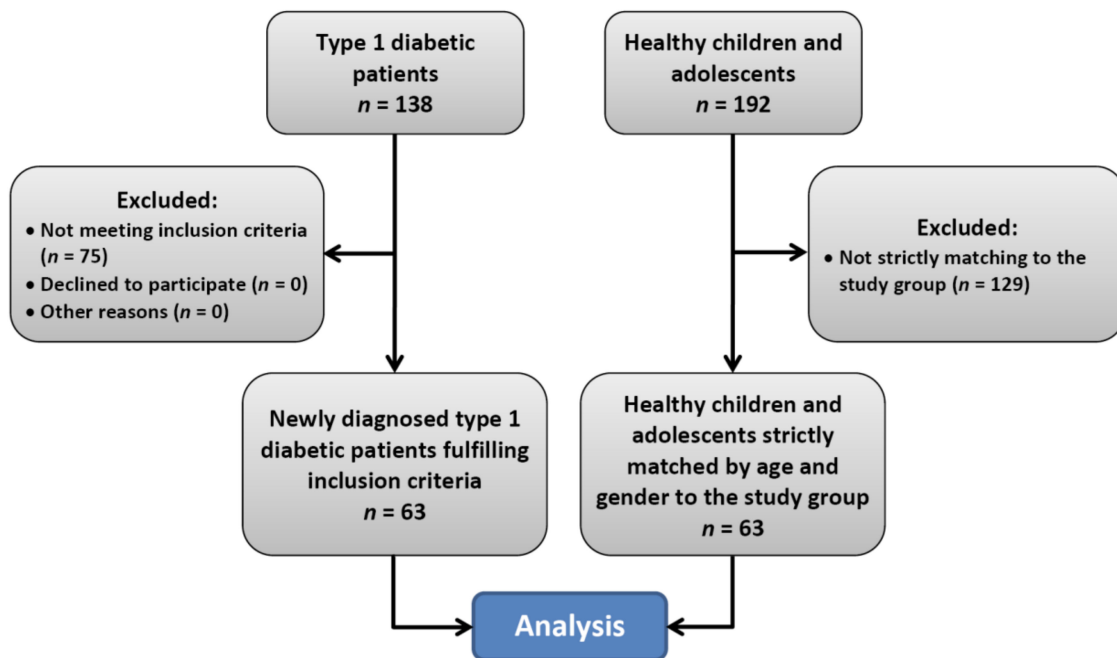 Type 1 diabetic
patients
n = 138
Healthy children and
adolescents
n = 192
Excluded:
• Not meeting inclusion criteria
(n = 75)
• Declined to participate (n = 0)
• Other reasons (n = 0)
Excluded:
• Not strictly matching to the
study group (n = 129)
Newly diagnosed type 1
diabetic patients fulfilling
inclusion criteria
n = 63
Healthy children and
adolescents strictly
matched by age and
gender to the study group
n = 63
Analysis